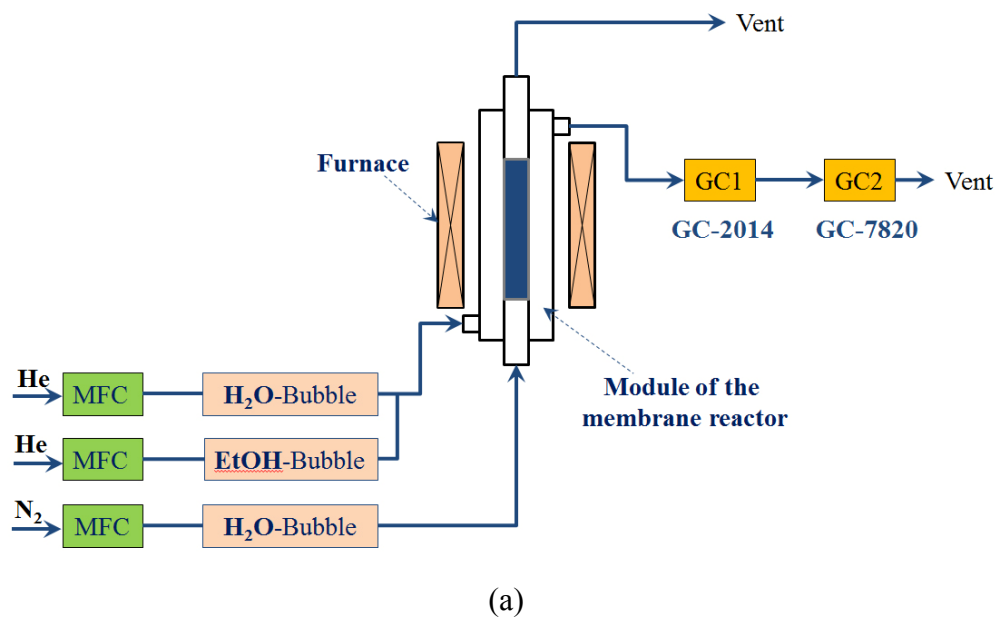 Vent
Furnace
GC1
GC2
Vent
GC-2014
GC-7820
He
MFC
H₂O-Bubble
Module of the
membrane reactor
He
MFC
EtOH-Bubble
N₂
MFC
H₂O-Bubble
(a)